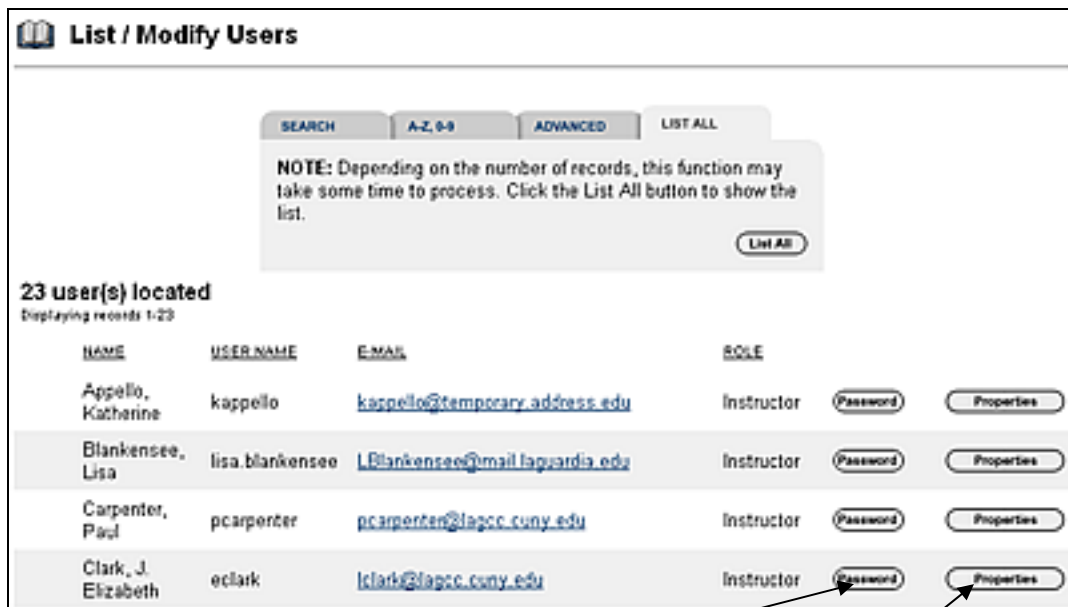 List / Modify Users
SEARCH A-Z, 0-9 ADVANCED LIST ALL
NOTE: Depending on the number of records, this function may
take some time to process. Click the List All button to show the
list.
List All
23 user(s) located
Displaying records 1-23
NAME USER NAME E-MAIL ROLE
Appello,
Katherine
kappello kappello@temporary.address.edu Instructor Password Properties
Blankensee,
Lisa
lisa.blankensee LBlankensee@mail.laguardia.edu Instructor Password Properties
Carpenter,
Paul
pcarpenter pcarpenter@lagcc.cuny.edu Instructor Password Properties
Clark, J.
Elizabeth
eclark lclark@lagcc.cuny.edu Instructor Password Properties